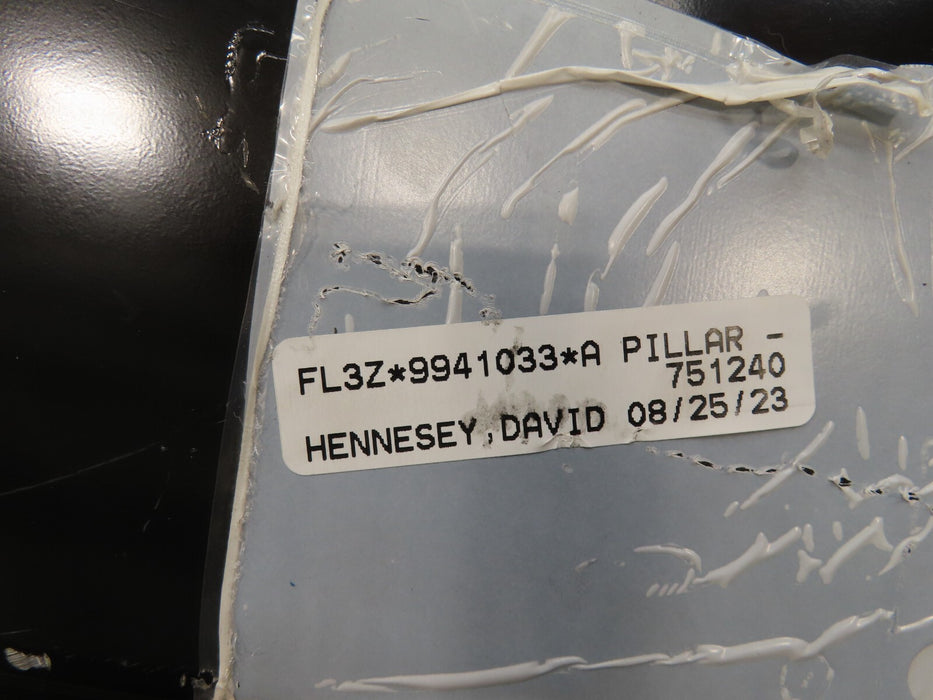 FL3Z*9941033*A PILLAR -
751240
HENNESEY,DAVID 08/25/23